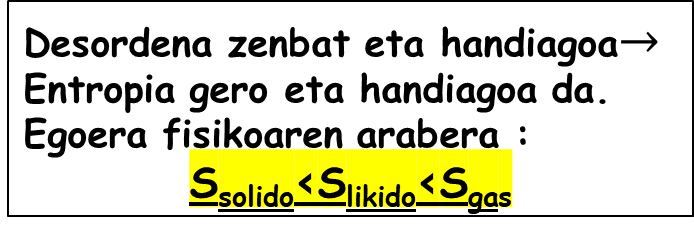 Desordena zenbat eta handiagoa→
Entropia gero eta handiagoa da.
Egoera fisikoaren arabera :
Ssolido<Slikido<Sgas